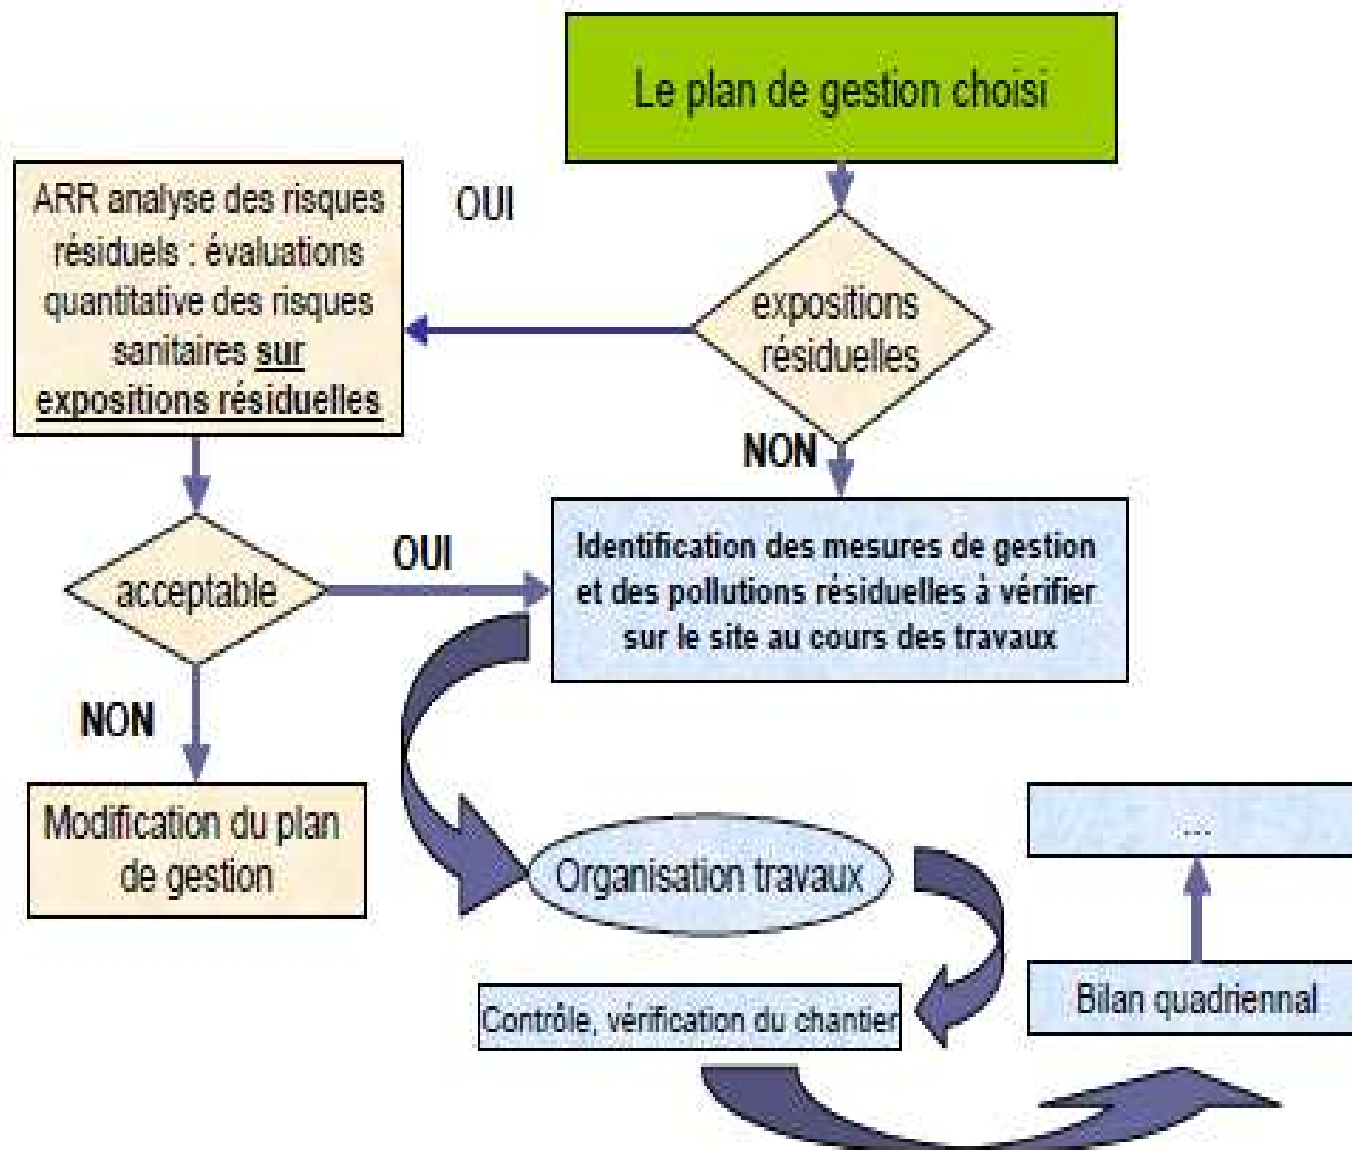 Le plan de gestion choisi
OUI
ARR analyse des risques
résiduels : évaluations
quantitative des risques
sanitaires sur
expositions résiduelles
expositions
résiduelles
NON
OUI
acceptable
Identification des mesures de gestion
et des pollutions résiduelles à vérifier
sur le site au cours des travaux
NON
Modification du plan
de gestion
Organisation travaux
...
Contrôle, vérification du chantier
Bilan quadriennal